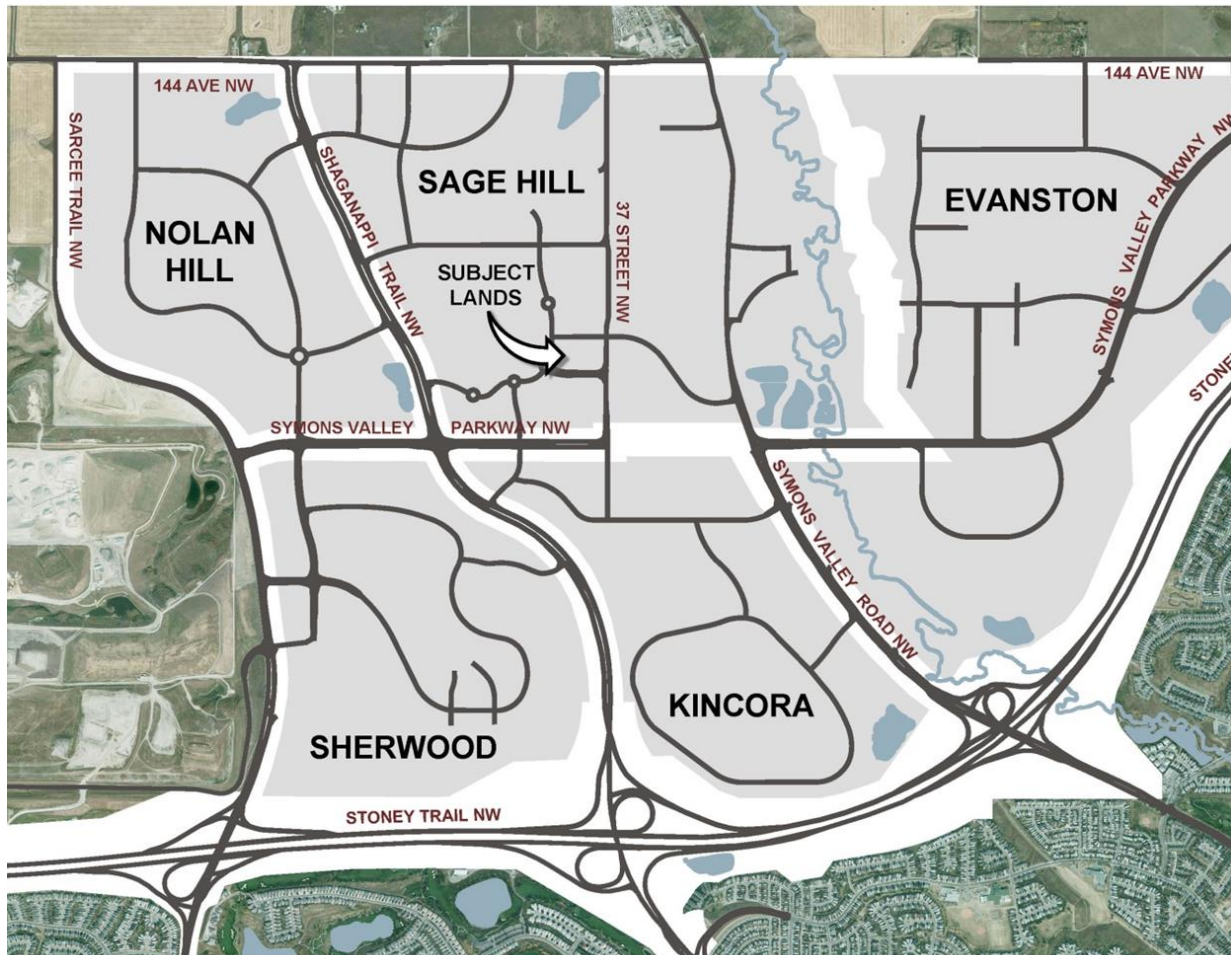 144 AVE NW
144 AVE NW
SARCEE TRAIL NW
SHAGANAPPI TRAIL NW
SAGE HILL
EVANSTON
SYMONS VALLEY PARKWAY NW
NOLAN
HILL
37 STREET NW
SUBJECT
LANDS
STONEY
SYMONS VALLEY PARKWAY NW
SYMONS VALLEY ROAD NW
KINCORA
SHERWOOD
STONEY TRAIL NW